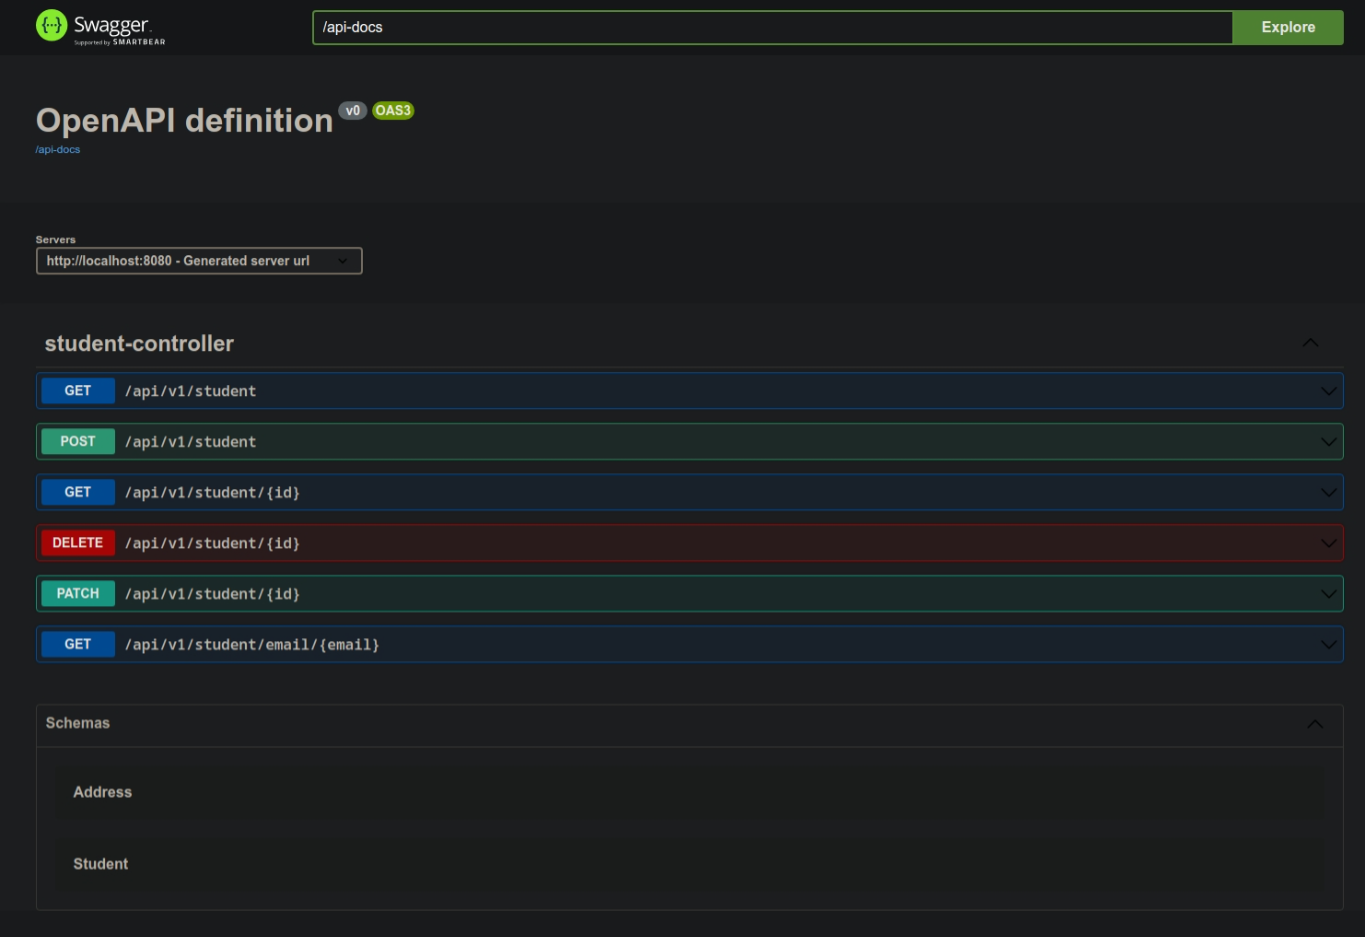 Swagger
Supported by SMARTBEAR
/api-docs
Explore
OpenAPI definition v0 OAS3
/api-docs
Servers
http://localhost:8080 - Generated server url
student-controller
GET /api/v1/student
POST /api/v1/student
GET /api/v1/student/{id}
DELETE /api/v1/student/{id}
PATCH /api/v1/student/{id}
GET /api/v1/student/email/{email}
Schemas
Address
Student